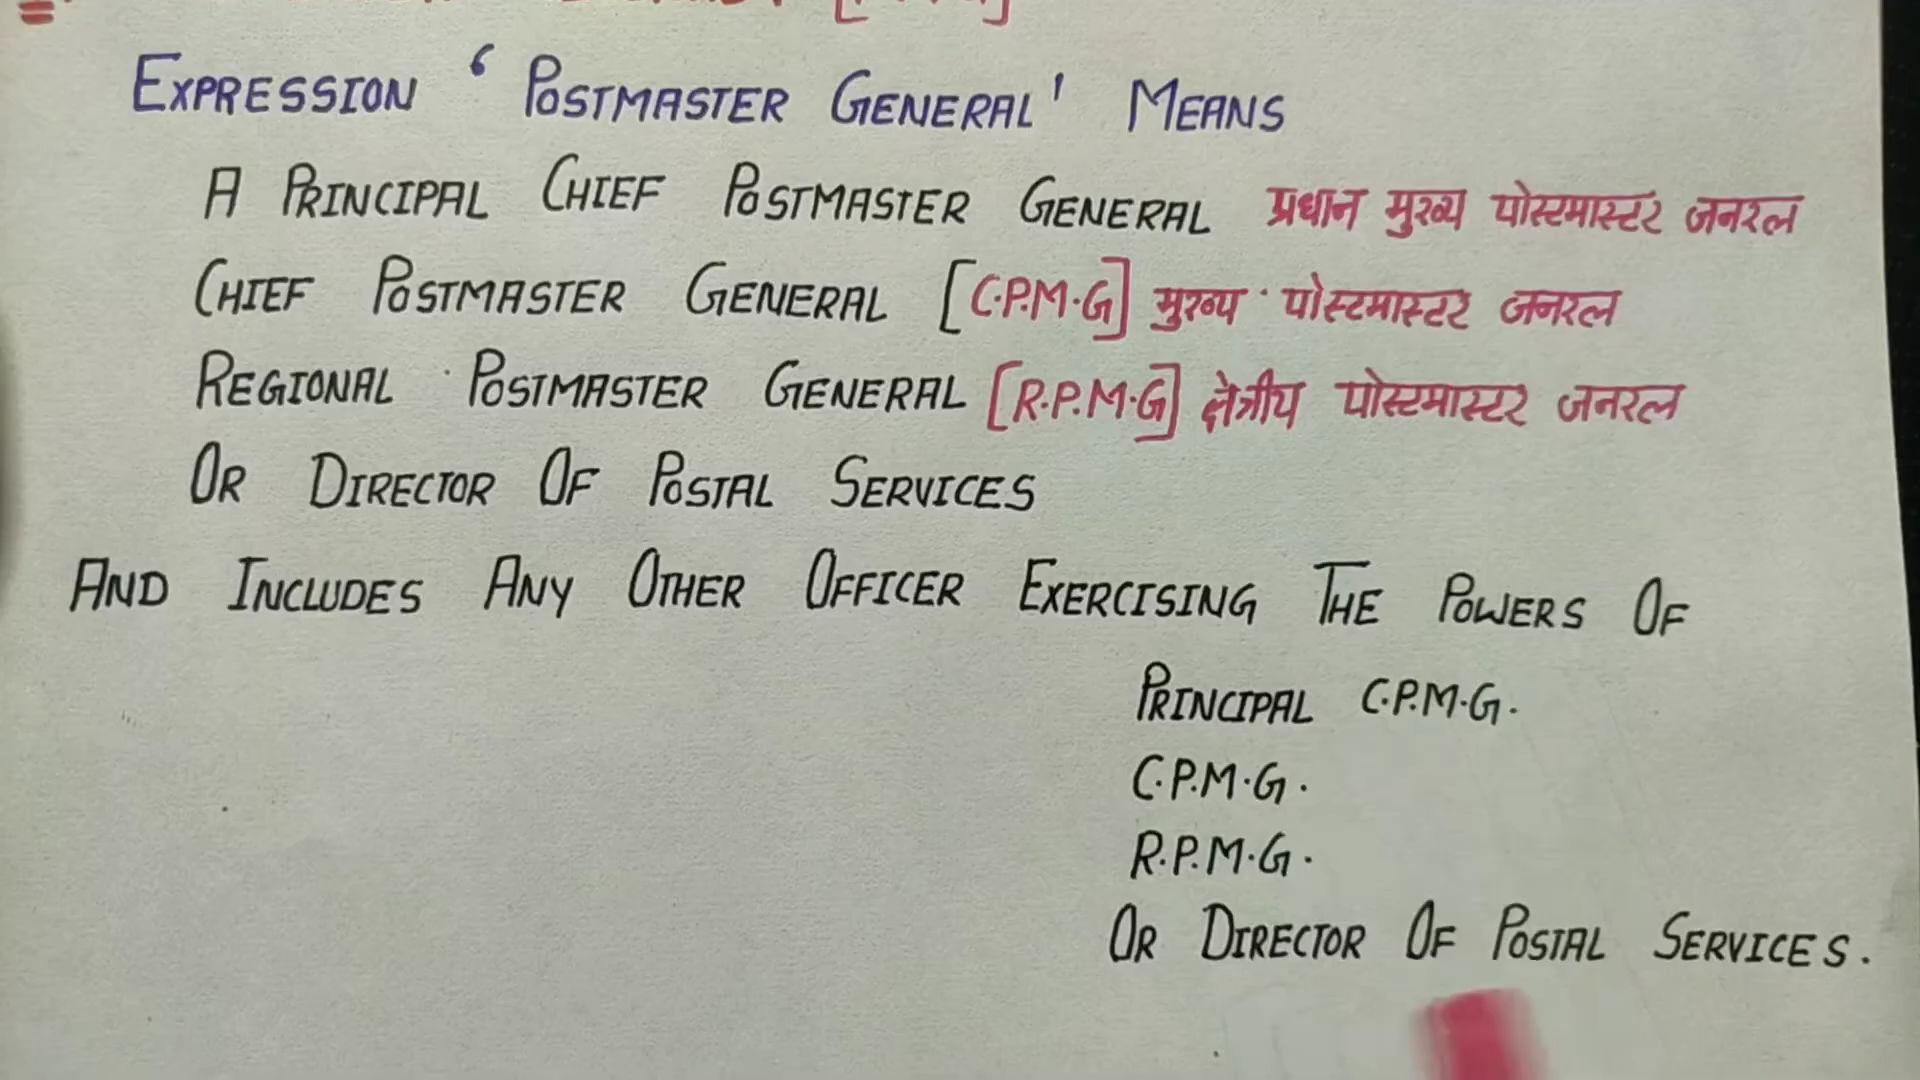 EXPRESSION ‘ POSTMASTER GENERAL' MEANS
A PRINCIPAL CHIEF POSTMASTER GENERAL प्रधान मुख्य पोस्टमास्टर जनरल
CHIEF POSTMASTER GENERAL [C.P.M.G] मुख्य पोस्टमास्टर जनरल
REGIONAL POSTMASTER GENERAL [R.P.M.G] क्षेत्रीय पोस्टमास्टर जनरल
OR DIRECTOR OF POSTAL SERVICES
AND INCLUDES ANY OTHER OFFICER EXERCISING THE POWERS OF
PRINCIPAL C.P.M.G.
C.P.M.G.
R.P.M.G.
OR DIRECTOR OF POSTAL SERVICES.